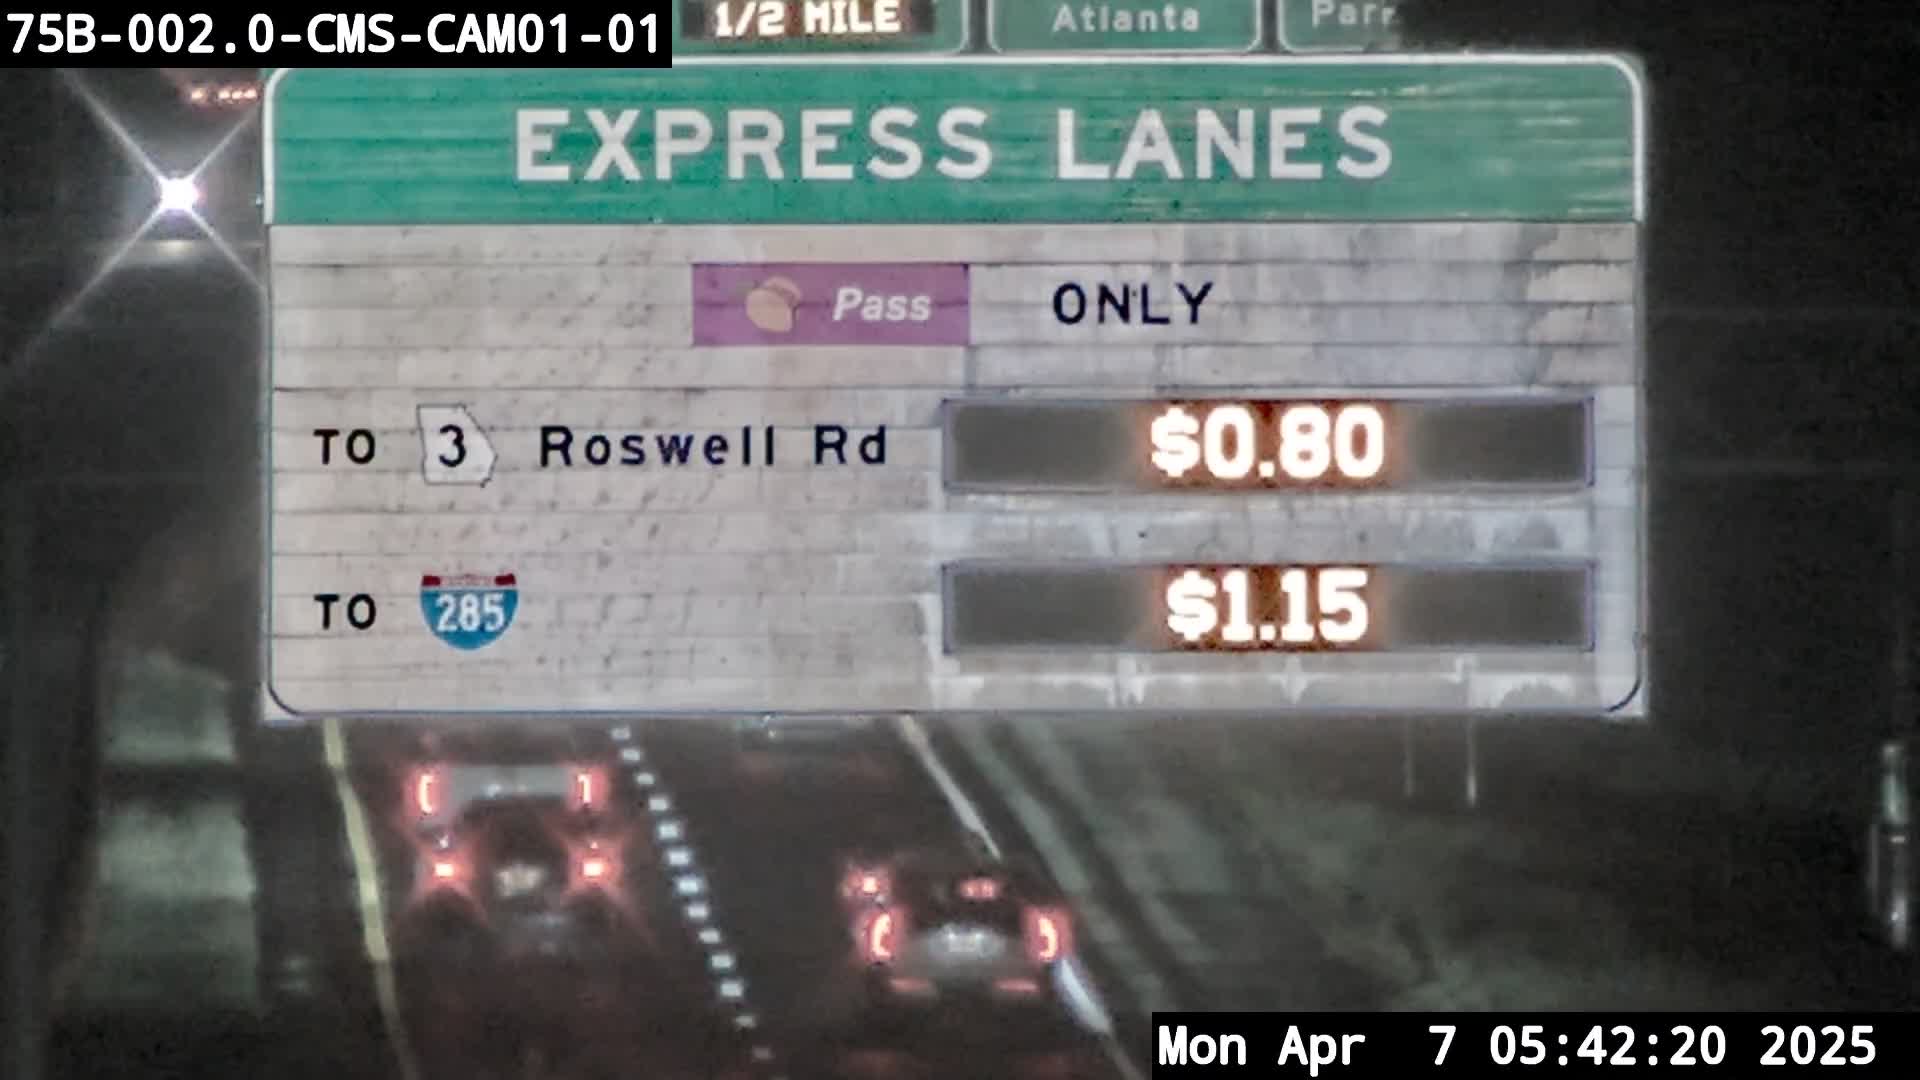 75B-002.0-CMS-CAM01-01
1/2 MILE
Atlanta
EXPRESS LANES
Pass ONLY
TO 3 Roswell Rd $0.80
TO 285 $1.15
Mon Apr 7 05:42:20 2025